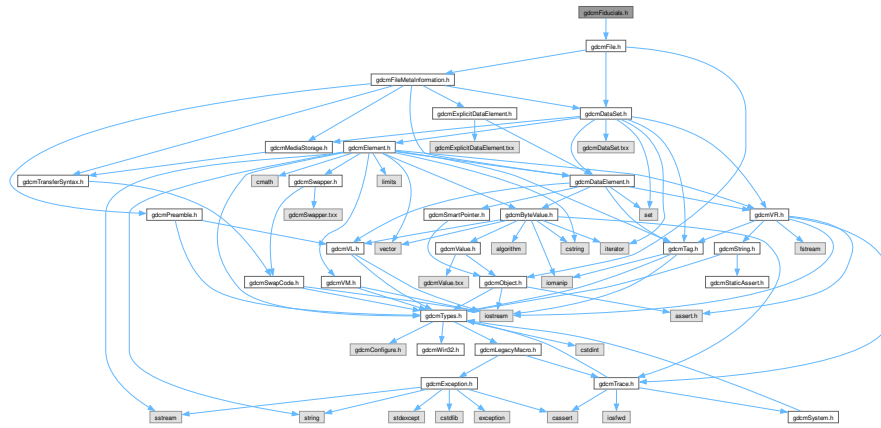 gdcmFiducials.h
gdcmFile.h
gdcmFileMetaInformation.h
gdcmExplicitDataElement.h
gdcmDataSet.h
gdcmMediaStorage.h
gdcmElement.h
gdcmExplicitDataElement.txx
gdcmDataSet.txx
gdcmTransferSyntax.h
cmath
gdcmSwapper.h
limits
gdcmDataElement.h
gdcmPreamble.h
gdcmSwapper.txx
gdcmSmartPointer.h
gdcmByteValue.h
set
gdcmVR.h
gdcmVL.h
vector
gdcmValue.h
algorithm
cstring
iterator
gdcmTag.h
gdcmString.h
fstream
gdcmSwapCode.h
gdcmVM.h
gdcmValue.txx
gdcmObject.h
iomanip
gdcmStaticAssert.h
gdcmTypes.h
iostream
assert.h
gdcmConfigure.h
gdcmWin32.h
gdcmLegacyMacro.h
cstdint
gdcmException.h
gdcmTrace.h
sstream
string
stdexcept
cstdlib
exception
cassert
iosfwd
gdcmSystem.h